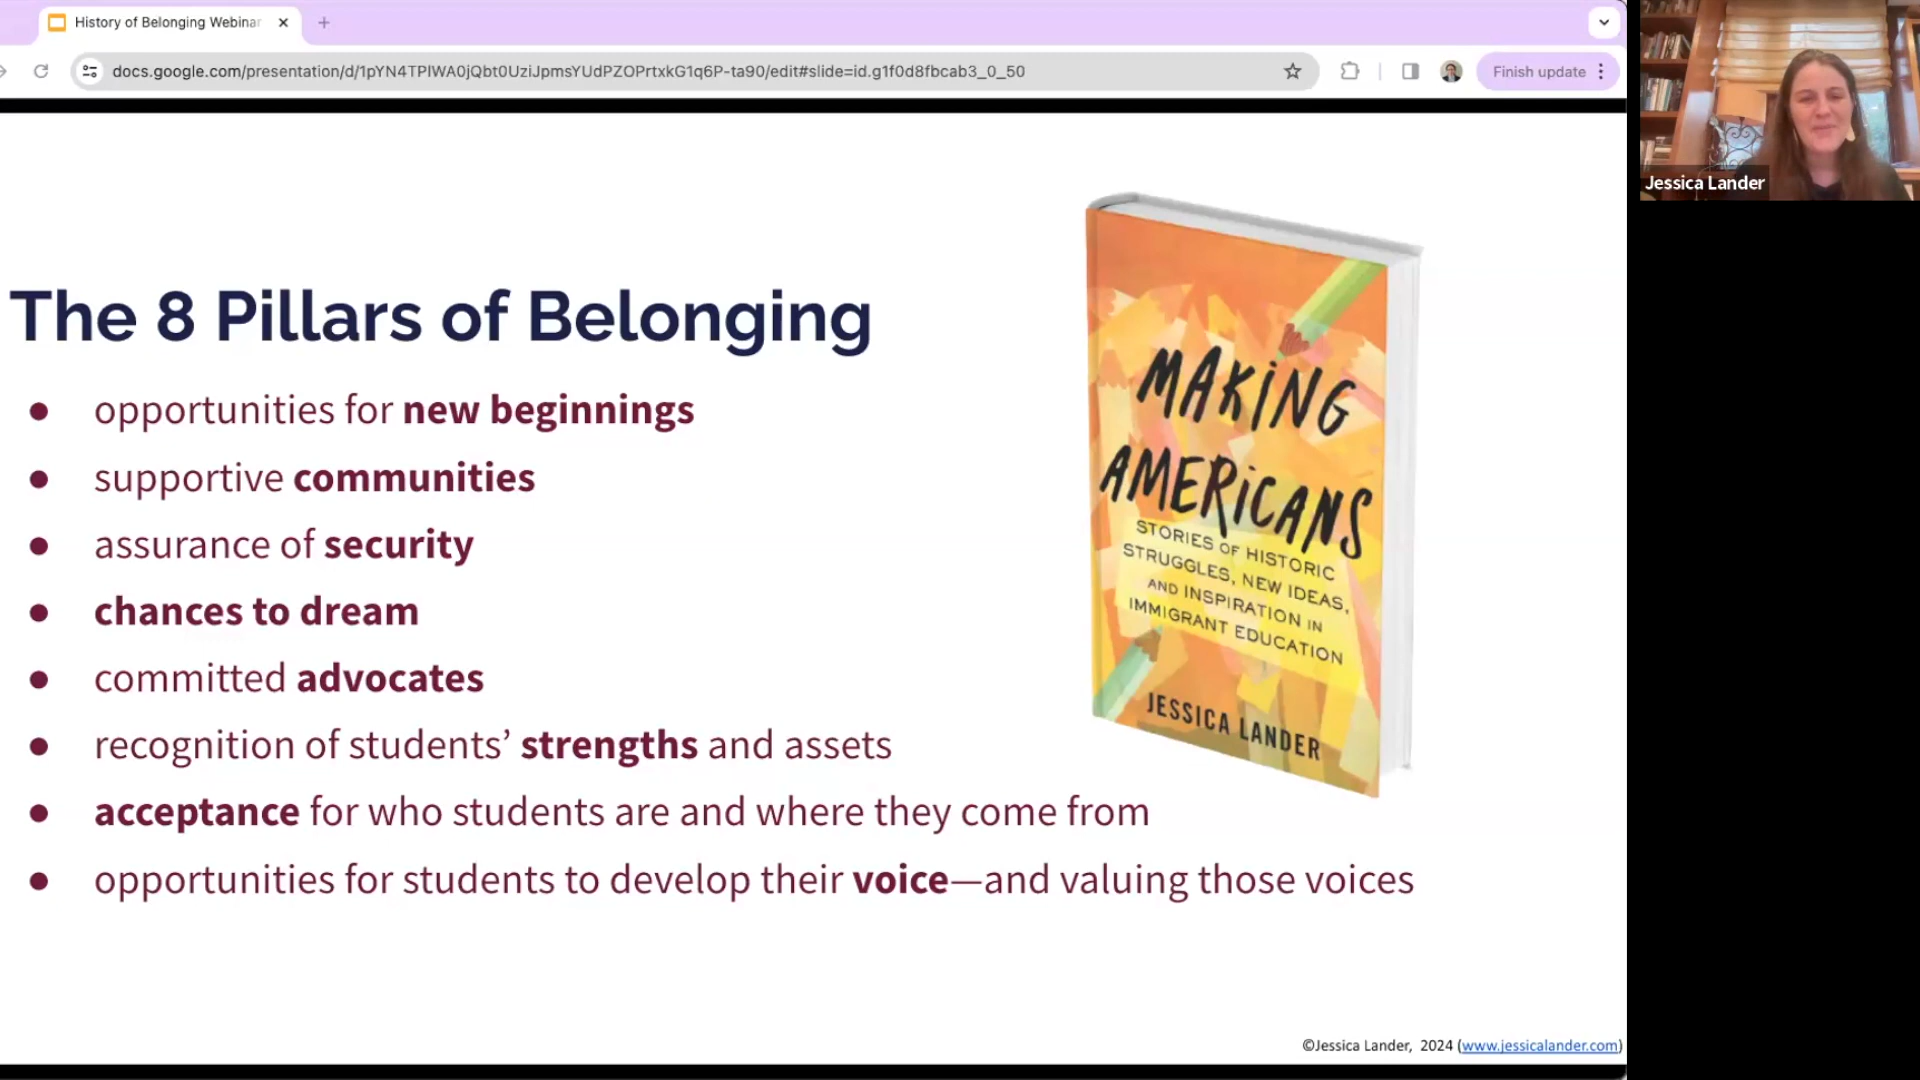 History of Belonging Webinar
docs.google.com/presentation/d/1pYN4TPlWA0jQbt0UziJpmsYUdPZOPrtxkG1q6P-ta90/edit#slide=id.g1f0d8fbcab3_0_50
Finish update
Jessica Lander
The 8 Pillars of Belonging
● opportunities for new beginnings
● supportive communities
● assurance of security
● chances to dream
● committed advocates
● recognition of students’ strengths and assets
● acceptance for who students are and where they come from
● opportunities for students to develop their voice—and valuing those voices
MAKING
AMERICANS
STORIES OF HISTORIC
STRUGGLES, NEW IDEAS,
AND INSPIRATION IN
IMMIGRANT EDUCATION
JESSICA LANDER
©Jessica Lander, 2024 (www.jessicalander.com)